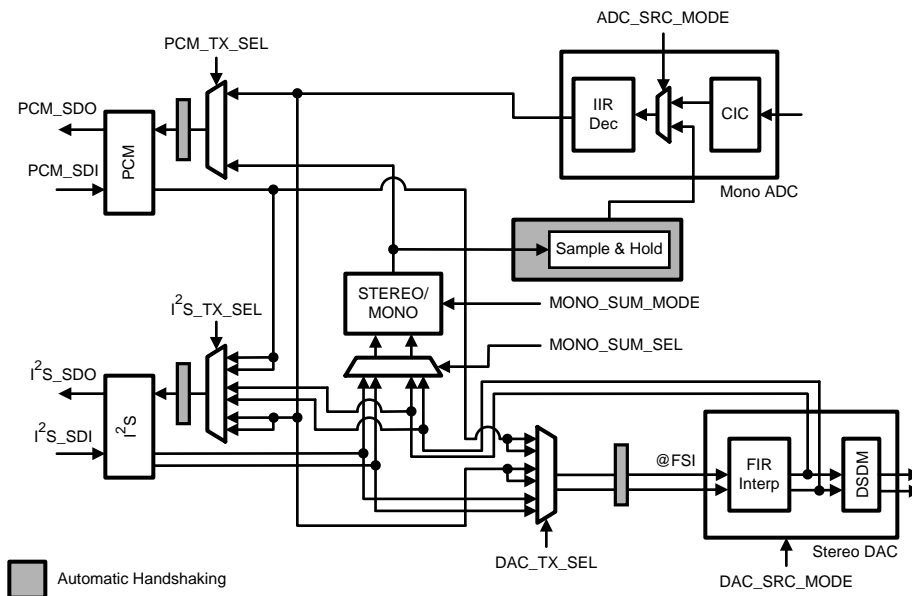 ADC_SRC_MODE
PCM_TX_SEL
PCM_SDO
PCM
PCM_SDI
IIR
Dec
CIC
Mono ADC
Sample & Hold
STEREO/
MONO
MONO_SUM_MODE
MONO_SUM_SEL
I²S_TX_SEL
I²S_SDO
I²S
I²S_SDI
@FSI
FIR
Interp
DSDM
Stereo DAC
DAC_TX_SEL
DAC_SRC_MODE
Automatic Handshaking